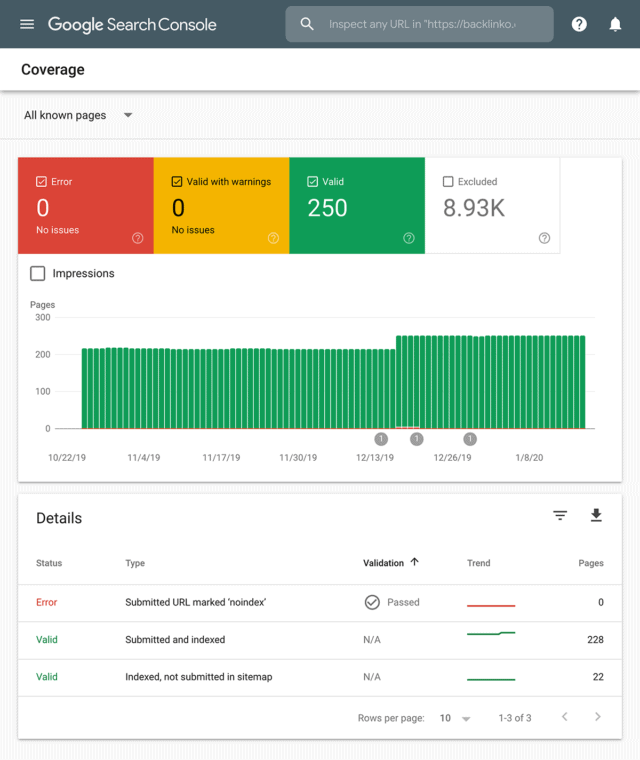 Google Search Console
Inspect any URL in "https://backlinko.
Coverage
All known pages
Error
0
No issues
Valid with warnings
0
No issues
Valid
250
Excluded
8.93K
Impressions
Pages
300
200
100
0
1 1 1
10/22/19 11/4/19 11/17/19 11/30/19 12/13/19 12/26/19 1/8/20
Details
Status Type Validation Trend Pages
Error Submitted URL marked ‘noindex’ Passed 0
Valid Submitted and indexed N/A 228
Valid Indexed, not submitted in sitemap N/A 22
Rows per page: 10 1-3 of 3